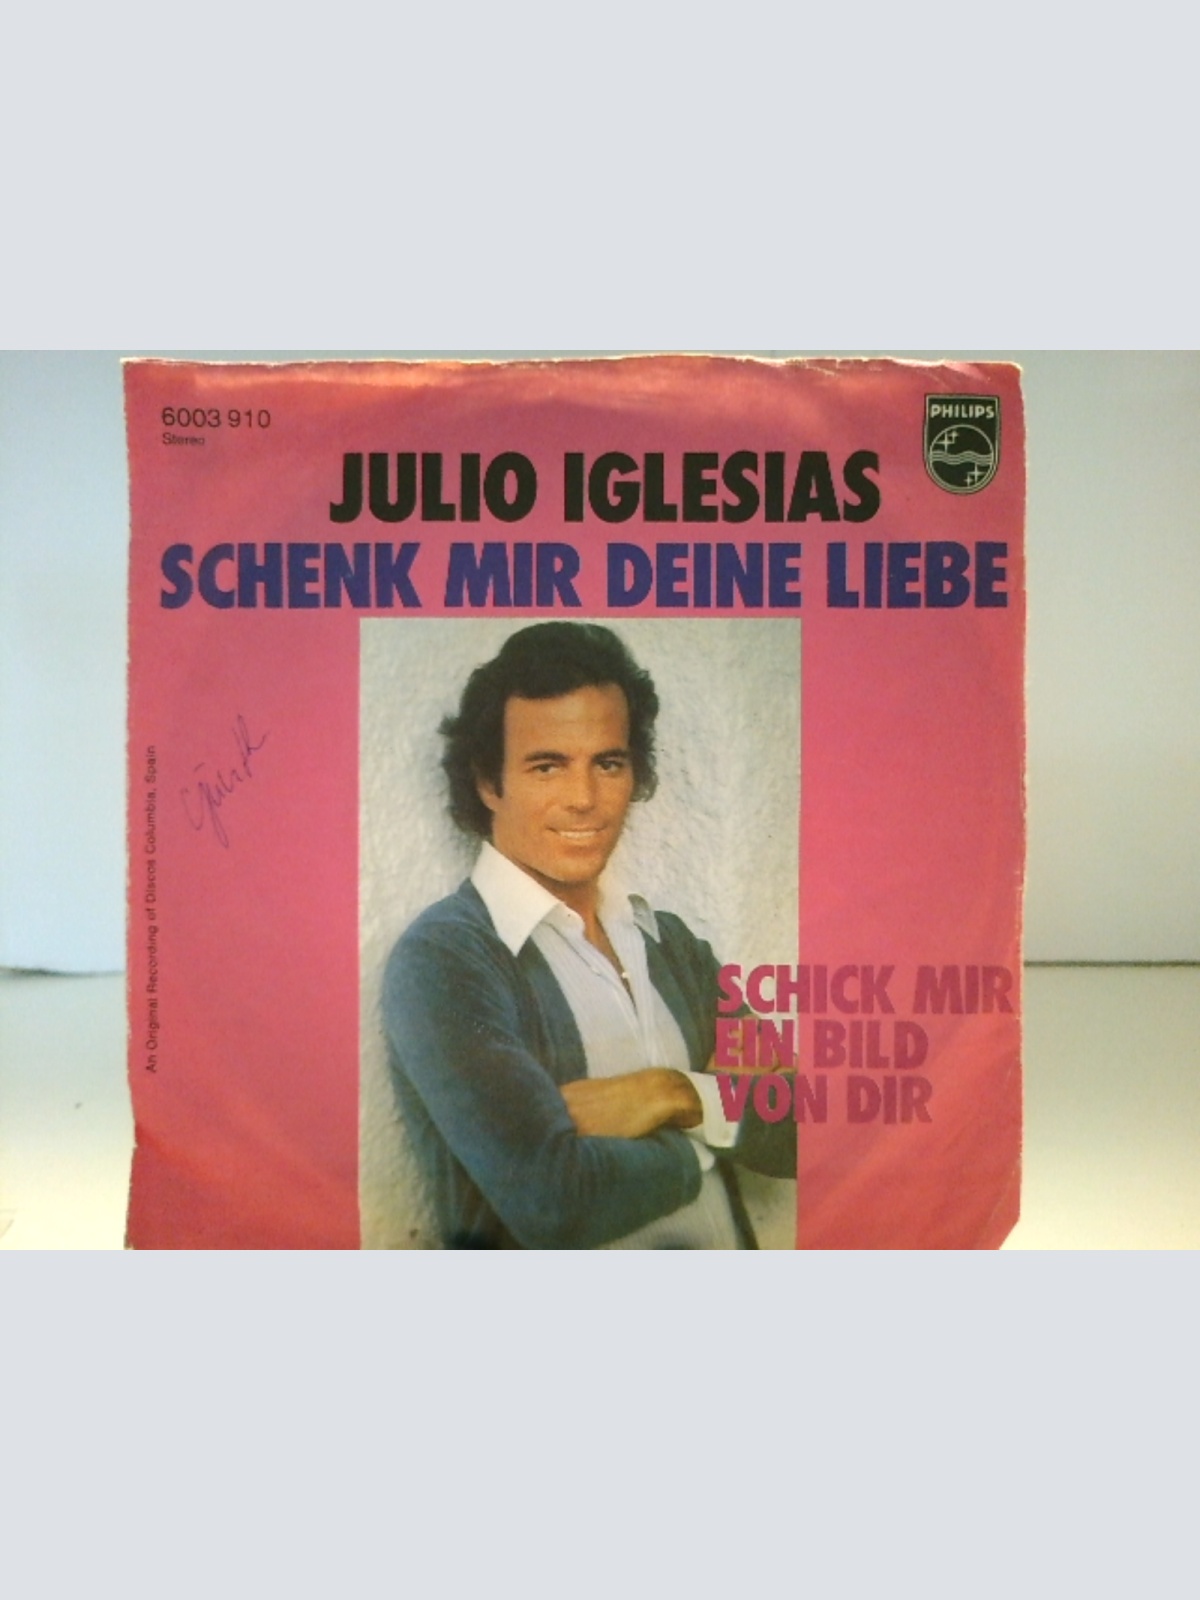 6003 910
Stereo
PHILIPS
JULIO IGLESIAS
SCHENK MIR DEINE LIEBE
An Original Recording of Discos Columbia, Spain
SCHICK MIR
EIN BILD
VON DIR